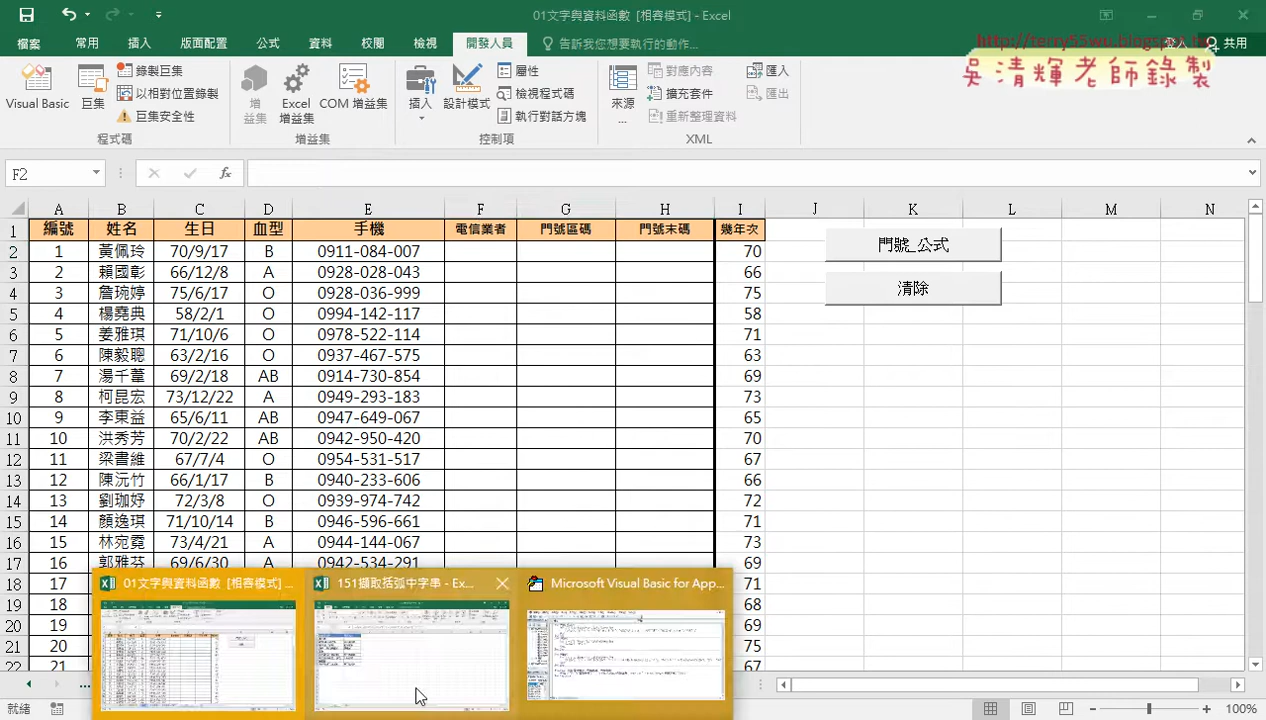 01文字與資料函數 [相容模式] - Excel
http://terry55wu.blogspot.tw
吳清輝老師錄製
檔案 常用 插入 版面配置 公式 資料 校閱 檢視 開發人員 告訴我您想要執行的動作... 登入 共用
Visual Basic 巨集 錄製巨集 以相對位置錄製 巨集安全性 增益集 Excel 增益集 COM 增益集 插入 設計模式 屬性 檢視程式碼 執行對話方塊 來源... 對應內容 擴充套件 重新整理資料 匯入 匯出
程式碼 增益集 控制項 XML
F2 fx
A B C D E F G H I J K L M N
1 編號 姓名 生日 血型 手機 電信業者 門號區碼 門號末碼 幾年次
2 1 黃佩玲 70/9/17 B 0911-084-007 70 門號_公式
3 2 賴國彰 66/12/8 A 0928-028-043 66
4 3 詹琬婷 75/6/17 O 0928-036-999 75 清除
5 4 楊堯典 58/2/1 O 0994-142-117 58
6 5 姜雅琪 71/10/6 O 0978-522-114 71
7 6 陳毅聰 63/2/16 O 0937-467-575 63
8 7 湯千葦 69/2/18 AB 0914-730-854 69
9 8 柯昆宏 73/12/22 A 0949-293-183 73
10 9 李東益 65/6/11 AB 0947-649-067 65
11 10 洪秀芳 70/2/22 AB 0942-950-420 70
12 11 梁書維 67/7/4 O 0954-531-517 67
13 12 陳沅竹 66/1/17 B 0940-233-606 66
14 13 劉珈妤 72/3/8 O 0939-974-742 72
15 14 顏逸琪 71/10/14 B 0946-596-661 71
16 15 林宛霓 73/4/21 A 0944-144-067 73
17 16 郭雅芬 69/6/30 A 0942-534-291 69
18 17 71
19 18 68
20 19 69
21 20 75
22 21 67
01文字與資料函數 [相容模式] ... 151擷取括弧中字串 - Exc... Microsoft Visual Basic for App...
就緒 100%